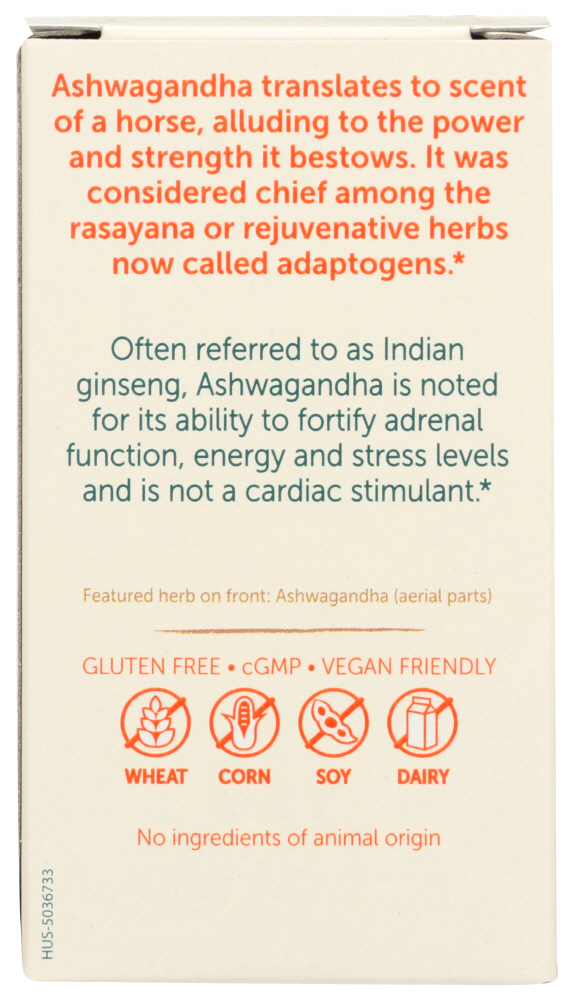 Ashwagandha translates to scent
of a horse, alluding to the power
and strength it bestows. It was
considered chief among the
rasayana or rejuvenative herbs
now called adaptogens.*
Often referred to as Indian
ginseng, Ashwagandha is noted
for its ability to fortify adrenal
function, energy and stress levels
and is not a cardiac stimulant.*
Featured herb on front: Ashwagandha (aerial parts)
GLUTEN FREE • cGMP • VEGAN FRIENDLY
WHEAT CORN SOY DAIRY
No ingredients of animal origin
HUS-5036733